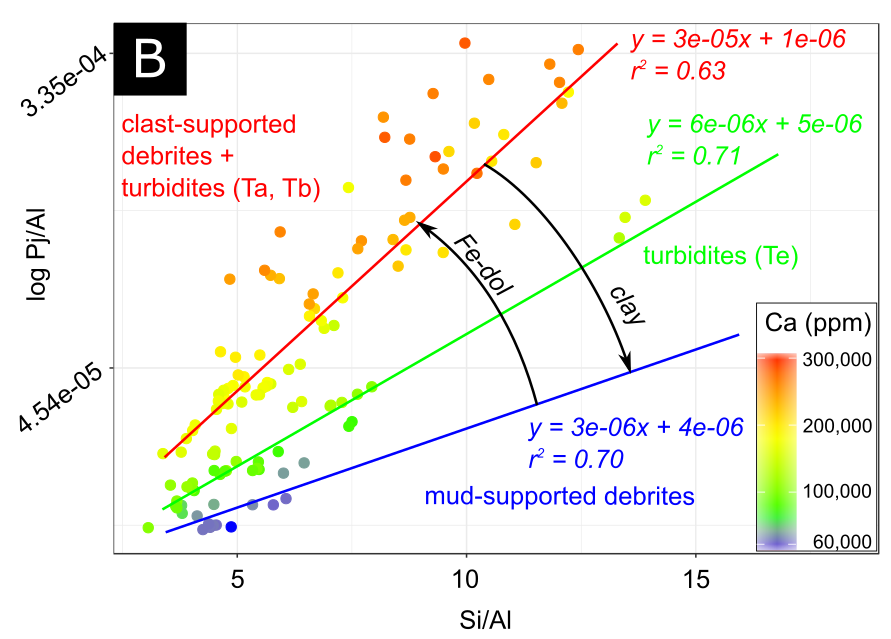 B
y = 3e-05x + 1e-06
r² = 0.63
3.35e-04
clast-supported
debrites +
turbidites (Ta, Tb)
y = 6e-06x + 5e-06
r² = 0.71
log Pj/Al
Fe-dol
clay
turbidites (Te)
4.54e-05
Ca (ppm)
300,000
200,000
100,000
60,000
y = 3e-06x + 4e-06
r² = 0.70
mud-supported debrites
5
10
15
Si/Al